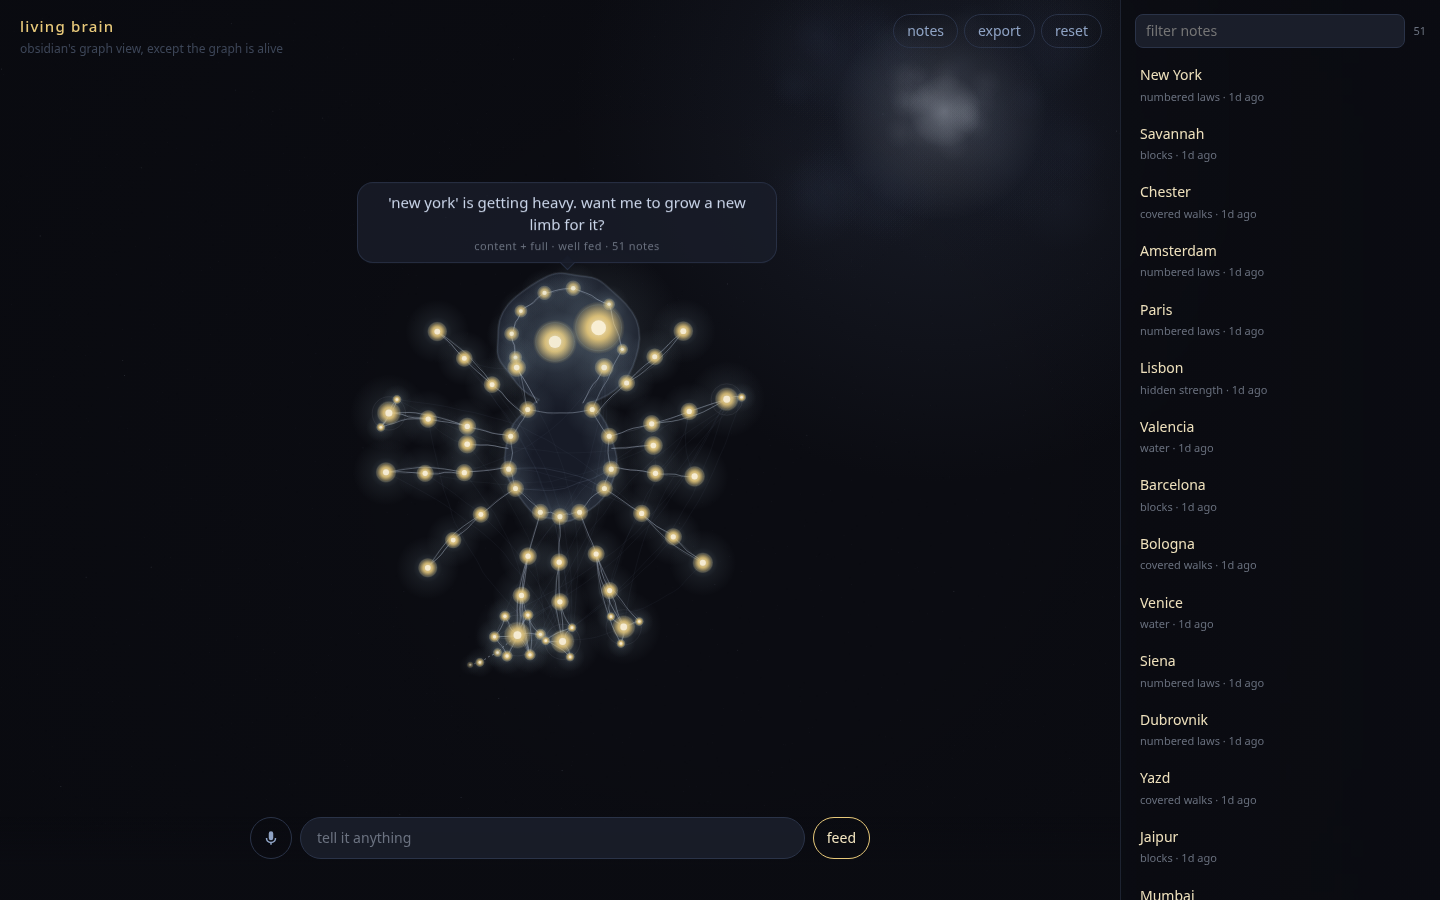 living brain
obsidian's graph view, except the graph is alive
notes
export
reset
'new york' is getting heavy. want me to grow a new
limb for it?
content + full · well fed · 51 notes
tell it anything
feed
filter notes
51
New York
numbered laws · 1d ago
Savannah
blocks · 1d ago
Chester
covered walks · 1d ago
Amsterdam
numbered laws · 1d ago
Paris
numbered laws · 1d ago
Lisbon
hidden strength · 1d ago
Valencia
water · 1d ago
Barcelona
blocks · 1d ago
Bologna
covered walks · 1d ago
Venice
water · 1d ago
Siena
numbered laws · 1d ago
Dubrovnik
numbered laws · 1d ago
Yazd
covered walks · 1d ago
Jaipur
blocks · 1d ago
Mumbai